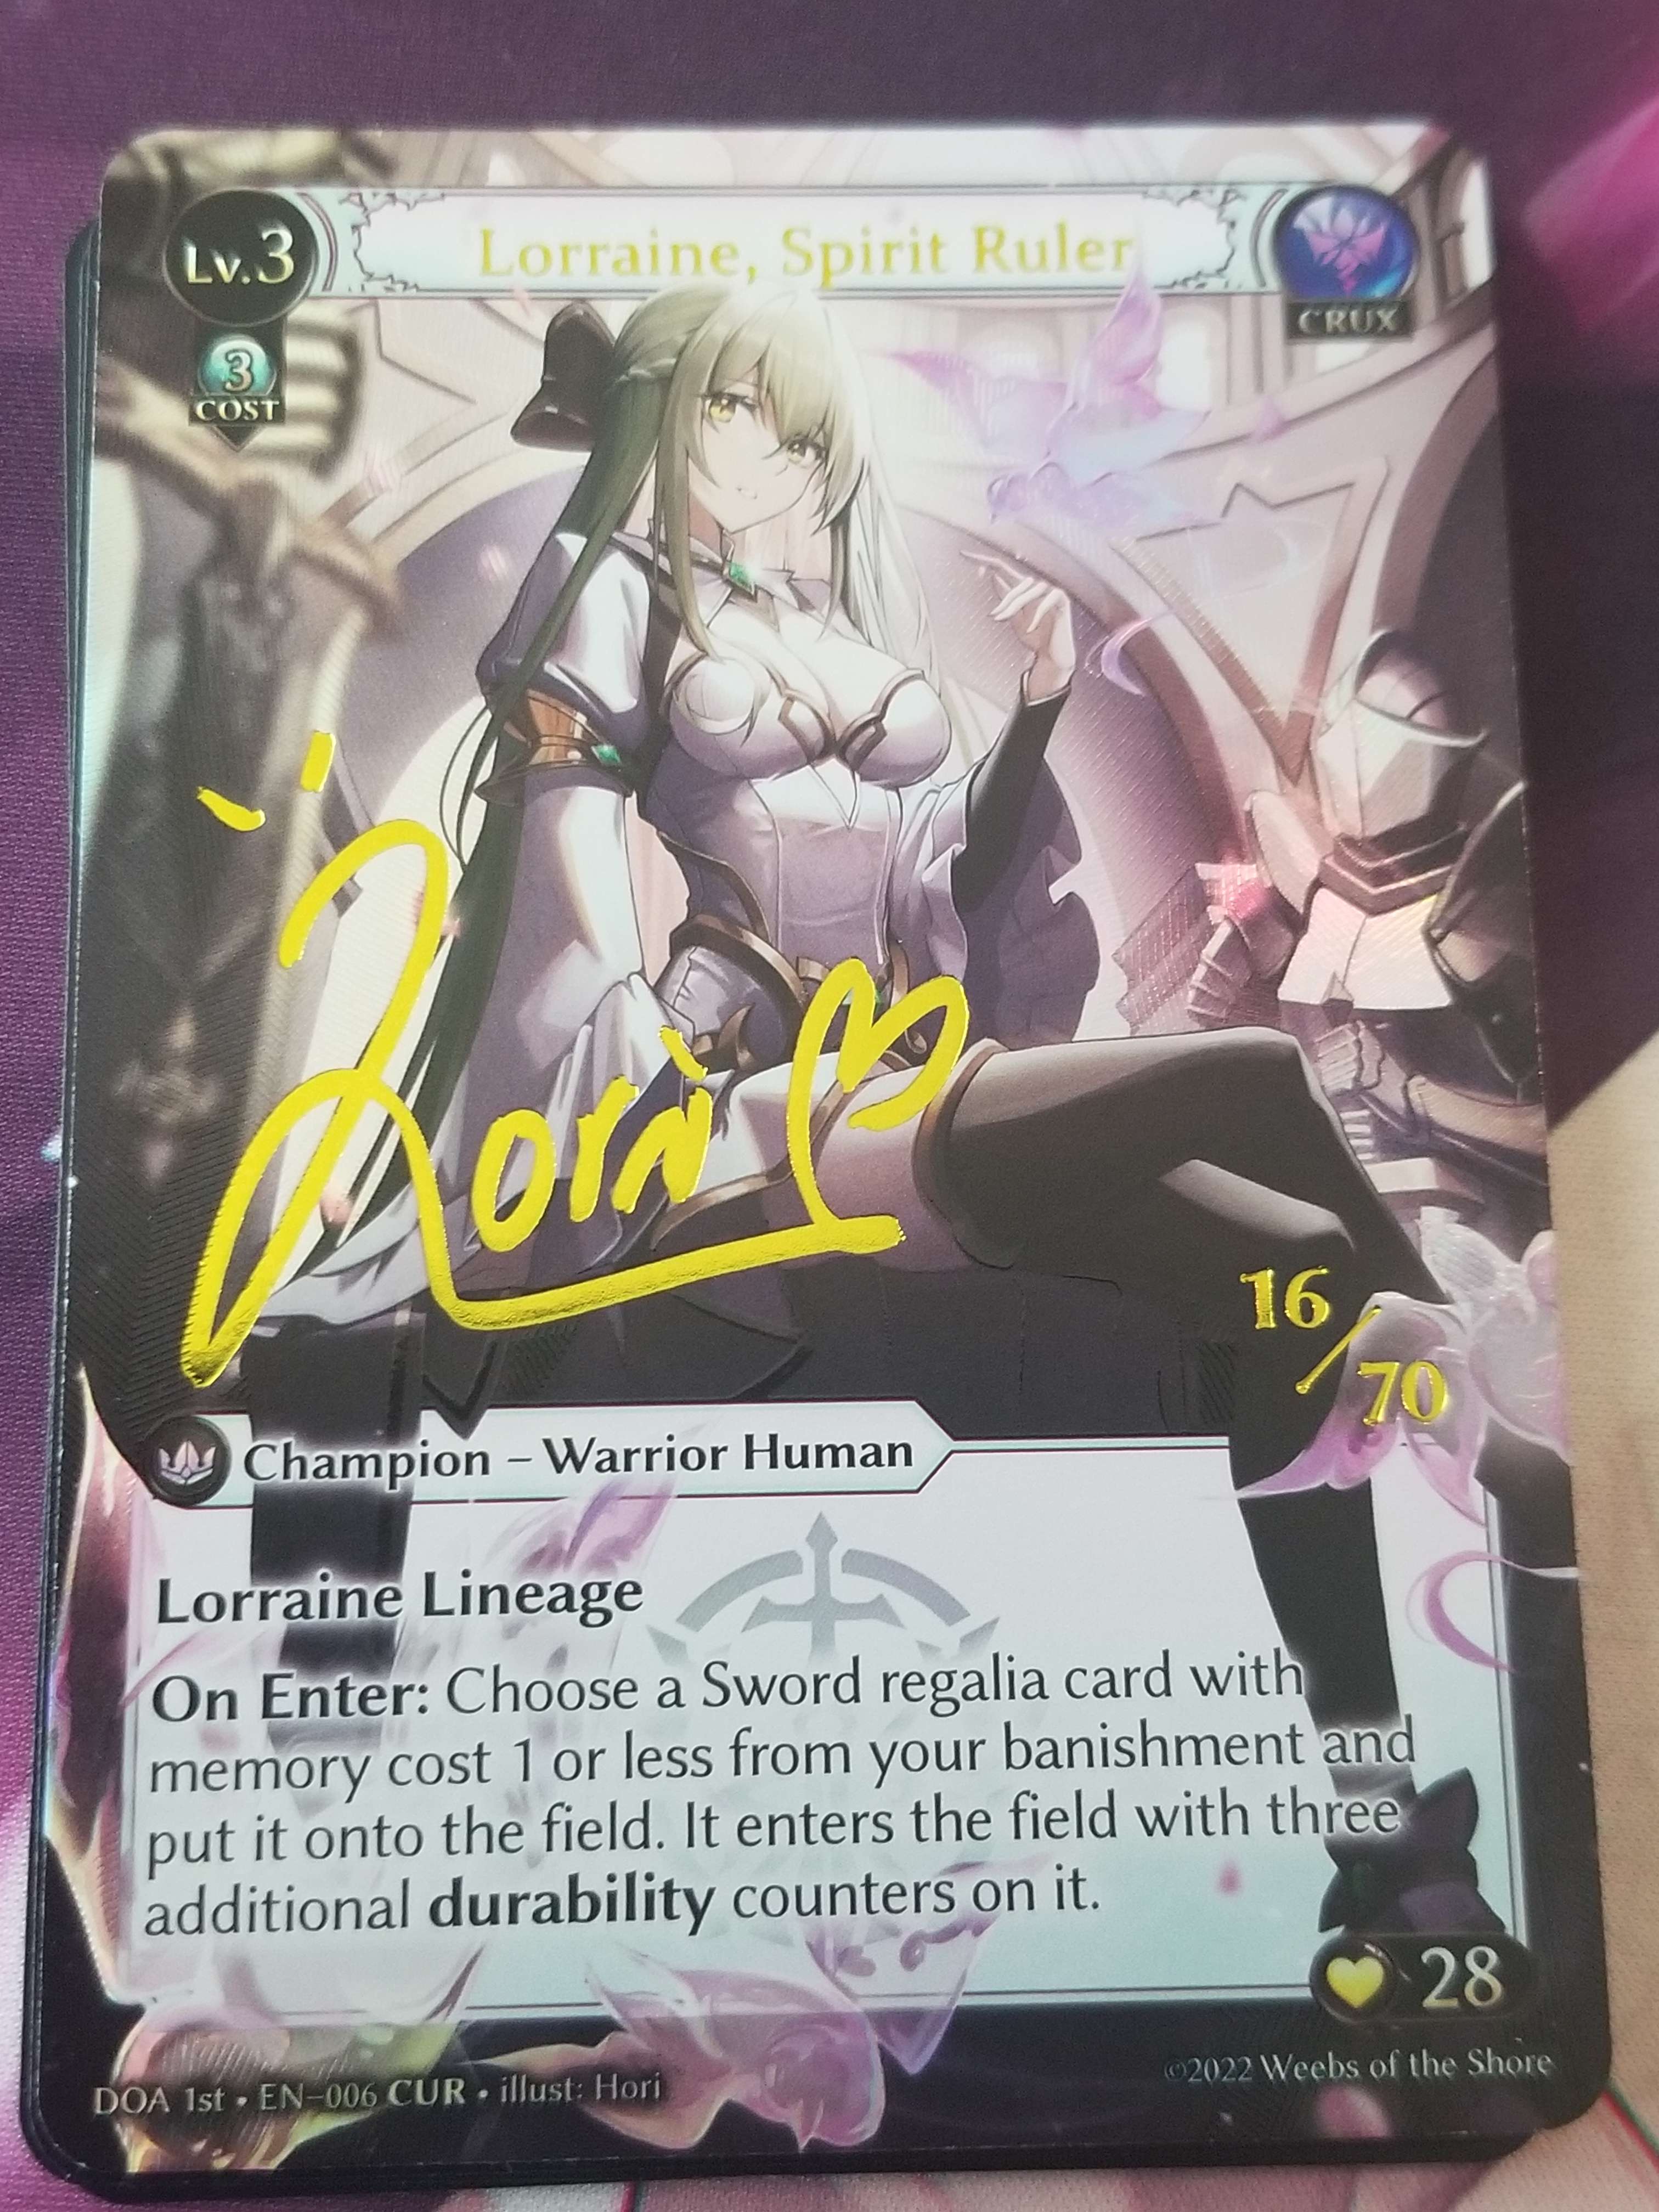 Lv.3
Lorraine, Spirit Ruler
CRUX
3
COST
Lorri
16/70
Champion – Warrior Human
Lorraine Lineage
On Enter: Choose a Sword regalia card with
memory cost 1 or less from your banishment and
put it onto the field. It enters the field with three
additional durability counters on it.
28
DOA 1st • EN-006 CUR • illust: Hori
©2022 Weebs of the Shore